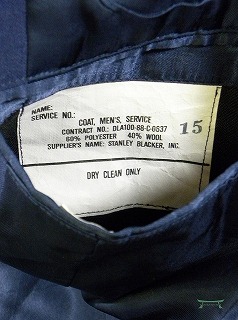 NAME:
SERVICE NO.:
COAT, MEN'S, SERVICE
CONTRACT NO.: DLA100-88-C-0537
60% POLYESTER 40% WOOL
SUPPLIER'S NAME: STANLEY BLACKER, INC.
15
DRY CLEAN ONLY